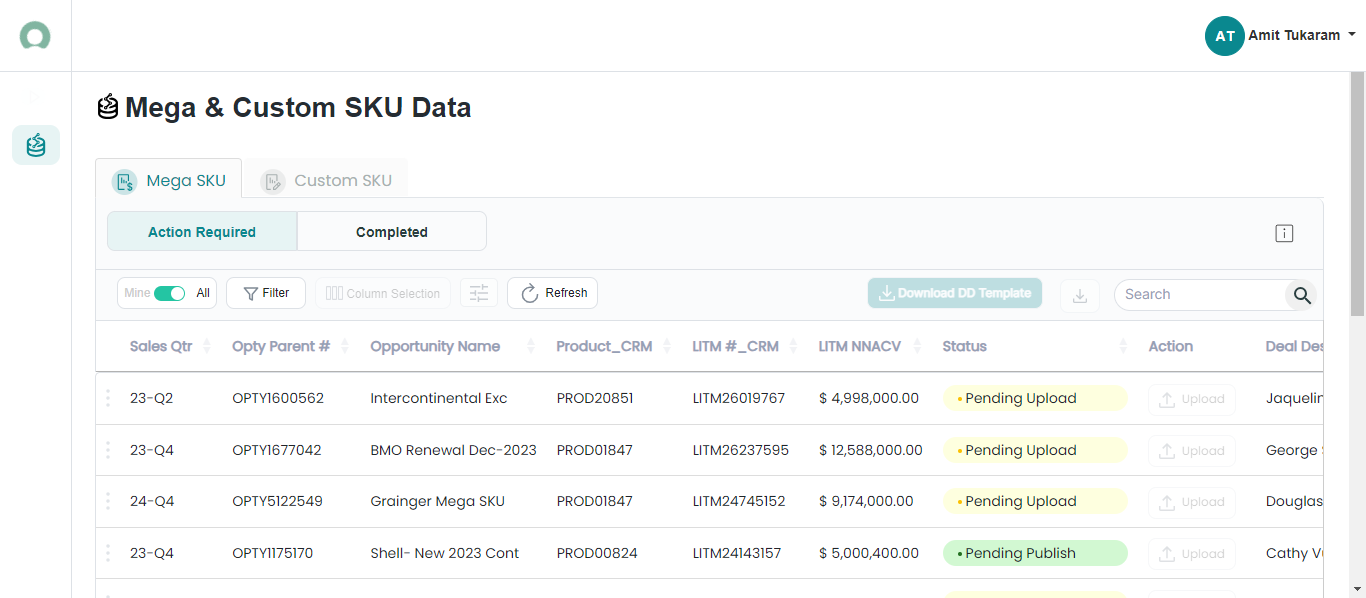 AT Amit Tukaram
Mega & Custom SKU Data
Mega SKU Custom SKU
Action Required Completed
Mine All Filter Column Selection Refresh Download DD Template Search
Sales Qtr Opty Parent # Opportunity Name Product_CRM LITM #_CRM LITM NNACV Status Action Deal Des
23-Q2 OPTY1600562 Intercontinental Exc PROD20851 LITM26019767 $ 4,998,000.00 Pending Upload Upload Jaquelin
23-Q4 OPTY1677042 BMO Renewal Dec-2023 PROD01847 LITM26237595 $ 12,588,000.00 Pending Upload Upload George
24-Q4 OPTY5122549 Grainger Mega SKU PROD01847 LITM24745152 $ 9,174,000.00 Pending Upload Upload Douglas
23-Q4 OPTY1175170 Shell- New 2023 Cont PROD00824 LITM24143157 $ 5,000,400.00 Pending Publish Upload Cathy V